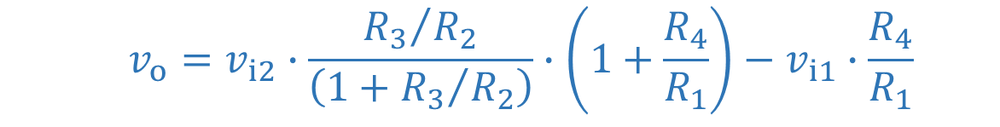 v_o = v_i2 · (R_3/R_2)/((1 + R_3/R_2)) · (1 + R_4/R_1) − v_i1 · R_4/R_1